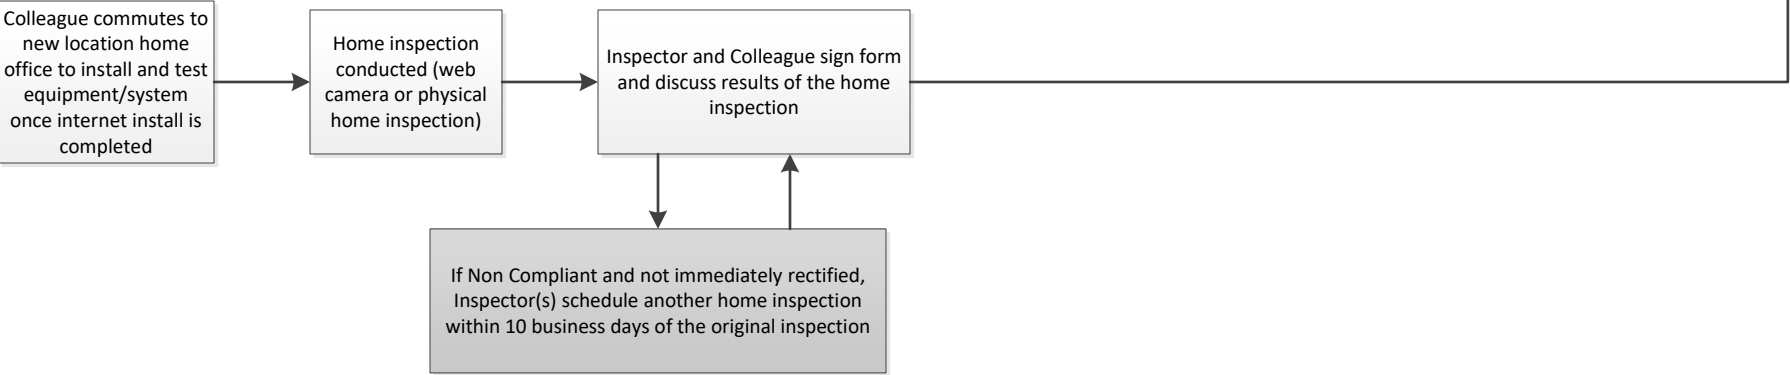 Colleague commutes to
new location home
office to install and test
equipment/system
once internet install is
completed
Home inspection
conducted (web
camera or physical
home inspection)
Inspector and Colleague sign form
and discuss results of the home
inspection
If Non Compliant and not immediately rectified,
Inspector(s) schedule another home inspection
within 10 business days of the original inspection